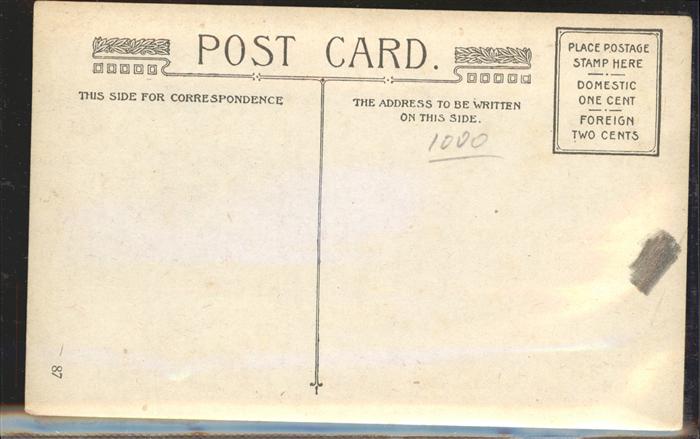 POST CARD.
THIS SIDE FOR CORRESPONDENCE
THE ADDRESS TO BE WRITTEN
ON THIS SIDE.
1000
PLACE POSTAGE
STAMP HERE
DOMESTIC
ONE CENT
FOREIGN
TWO CENTS
— 87